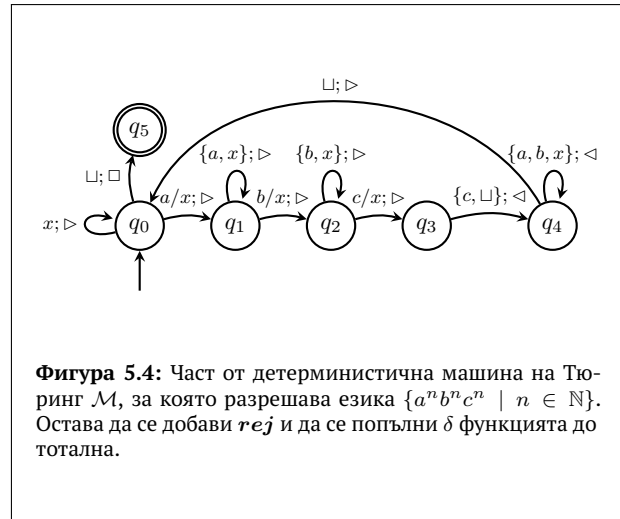 ⊔; ▷
q₅
{a, x}; ▷
{b, x}; ▷
{a, b, x}; ◁
⊔; □
x; ▷
a/x; ▷
b/x; ▷
c/x; ▷
{c, ⊔}; ◁
q₀
q₁
q₂
q₃
q₄
Фигура 5.4: Част от детерминистична машина на Тю-
ринг ℳ, за която разрешава езика {aⁿbⁿcⁿ | n ∈ ℕ}.
Остава да се добави rej и да се попълни δ функцията до
тотална.